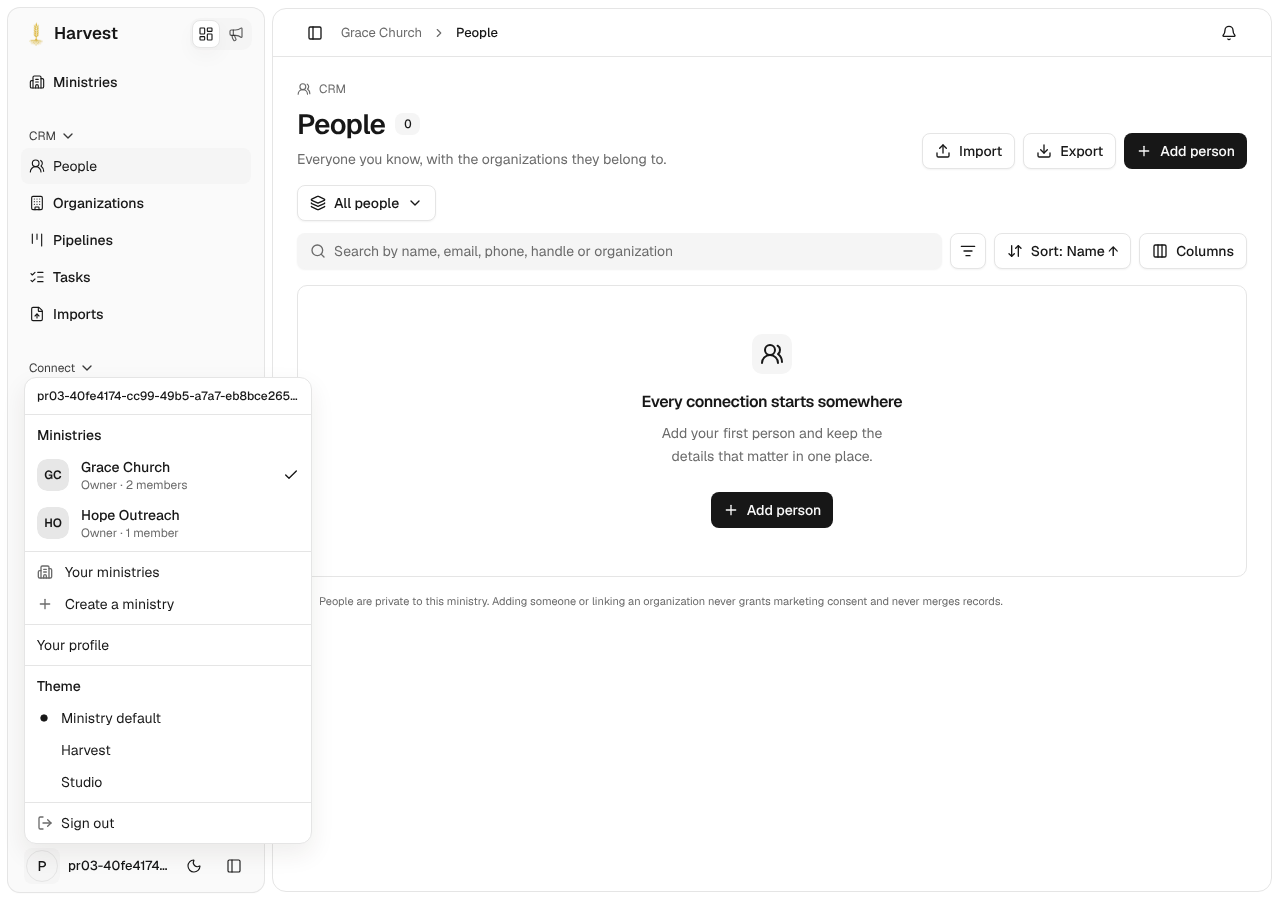 Harvest
Ministries
CRM
People
Organizations
Pipelines
Tasks
Imports
Connect
pr03-40fe4174-cc99-49b5-a7a7-eb8bce265...
Ministries
GC
Grace Church
Owner · 2 members
HO
Hope Outreach
Owner · 1 member
Your ministries
Create a ministry
Your profile
Theme
Ministry default
Harvest
Studio
Sign out
P
pr03-40fe4174...
Grace Church > People
CRM
People 0
Everyone you know, with the organizations they belong to.
Import
Export
Add person
All people
Search by name, email, phone, handle or organization
Sort: Name ↑
Columns
Every connection starts somewhere
Add your first person and keep the
details that matter in one place.
Add person
People are private to this ministry. Adding someone or linking an organization never grants marketing consent and never merges records.